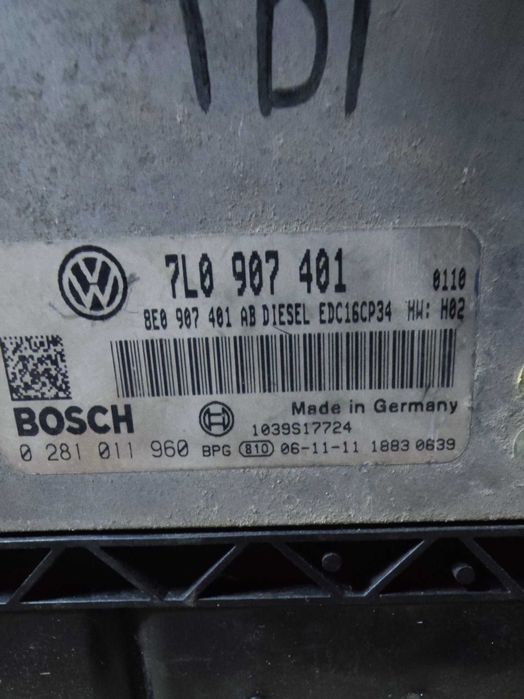 TDI
VW
7L0 907 401 0110
8E0 907 401 AB DIESEL EDC16CP34 HW: H02
BOSCH Made in Germany
1039S17724
0 281 011 960 BPG 810 06-11-11 1883 0639